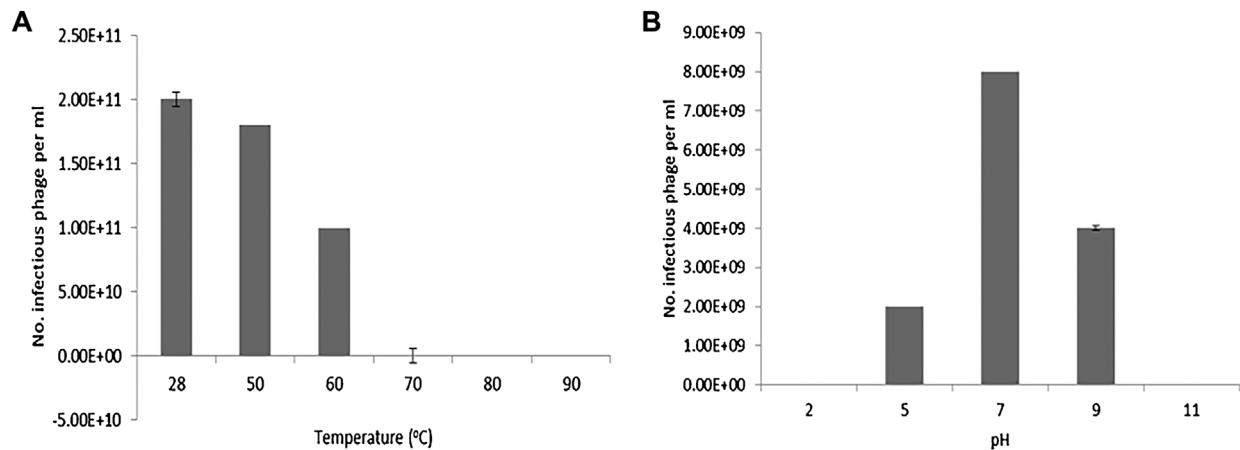 A
No. infectious phage per ml
2.50E+11
2.00E+11
1.50E+11
1.00E+11
5.00E+10
0.00E+00
-5.00E+10
28 50 60 70 80 90
Temperature (ºC)
B
No. infectious phage per ml
9.00E+09
8.00E+09
7.00E+09
6.00E+09
5.00E+09
4.00E+09
3.00E+09
2.00E+09
1.00E+09
0.00E+00
2 5 7 9 11
pH